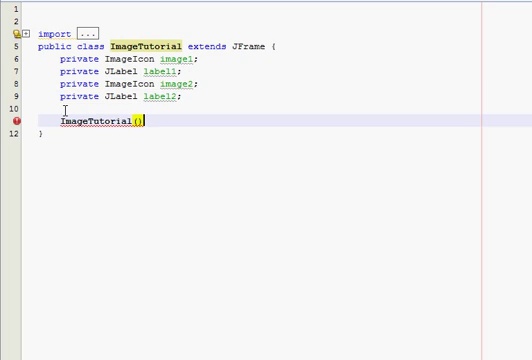 1
2
import ...
5 public class ImageTutorial extends JFrame {
6 private ImageIcon image1;
7 private JLabel label1;
8 private ImageIcon image2;
9 private JLabel label2;
10
ImageTutorial()
12 }